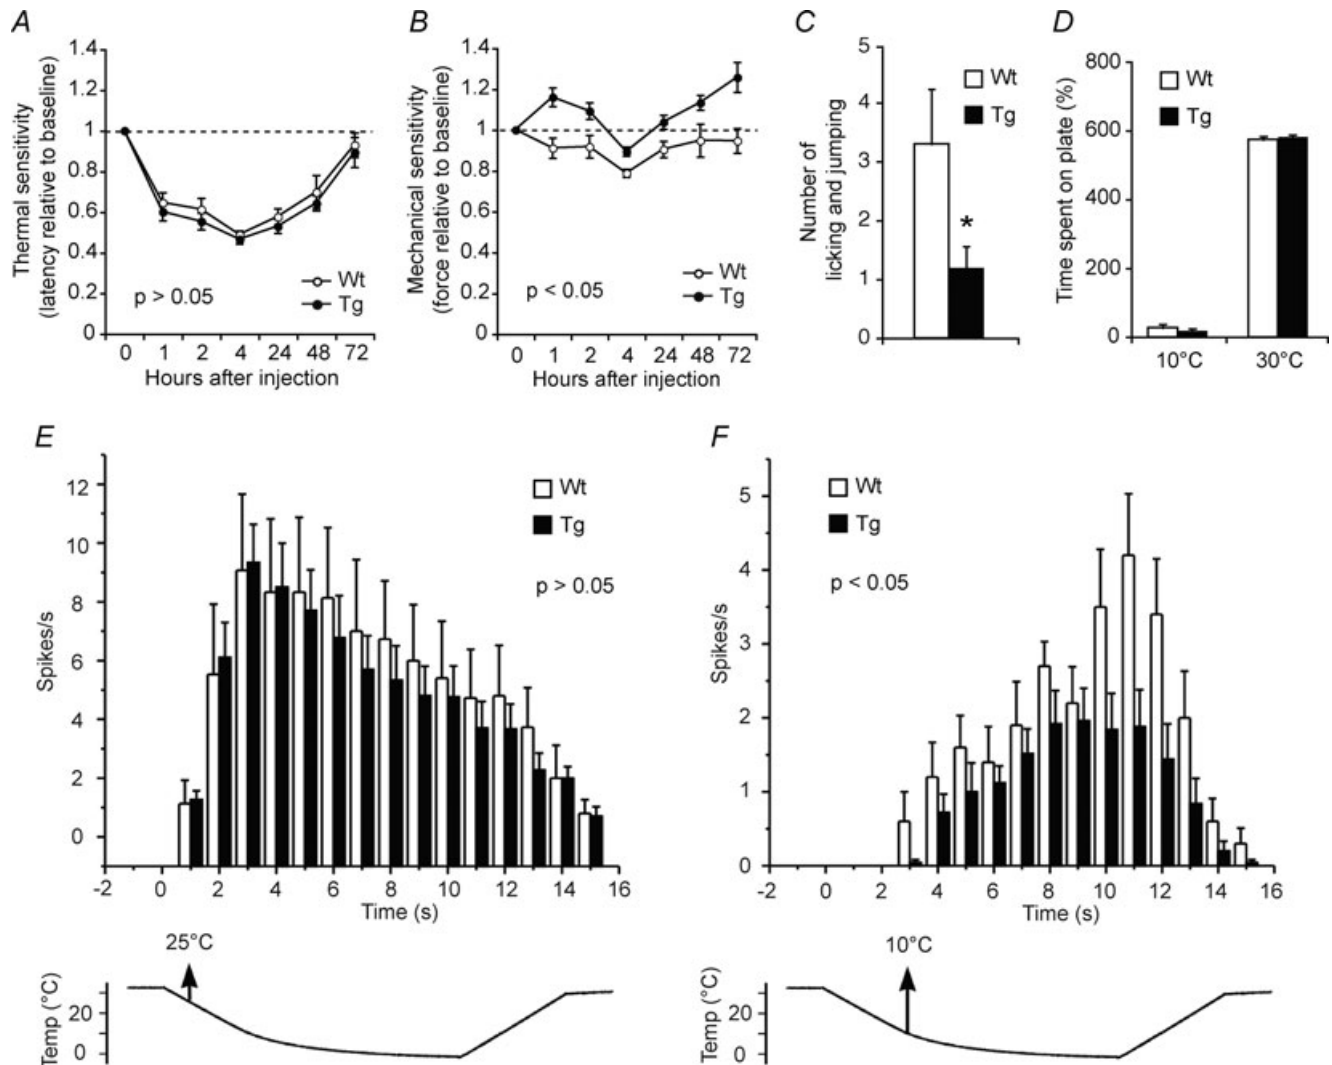 A
Thermal sensitivity
(latency relative to baseline)
1.4
1.2
1
0.8
0.6
0.4
0.2
0
p > 0.05
Wt
Tg
0 1 2 4 24 48 72
Hours after injection
B
Mechanical sensitivity
(force relative to baseline)
1.4
1.2
1
0.8
0.6
0.4
0.2
0
p < 0.05
Wt
Tg
0 1 2 4 24 48 72
Hours after injection
C
Number of
licking and jumping
5
4
3
2
1
0
Wt
Tg
*
D
Time spent on plate (%)
800
600
400
200
0
Wt
Tg
10°C 30°C
E
Spikes/s
12
10
8
6
4
2
0
Wt
Tg
p > 0.05
-2 0 2 4 6 8 10 12 14 16
Time (s)
25°C
Temp (°C)
20
0
F
Spikes/s
5
4
3
2
1
0
Wt
Tg
p < 0.05
-2 0 2 4 6 8 10 12 14 16
Time (s)
10°C
Temp (°C)
20
0